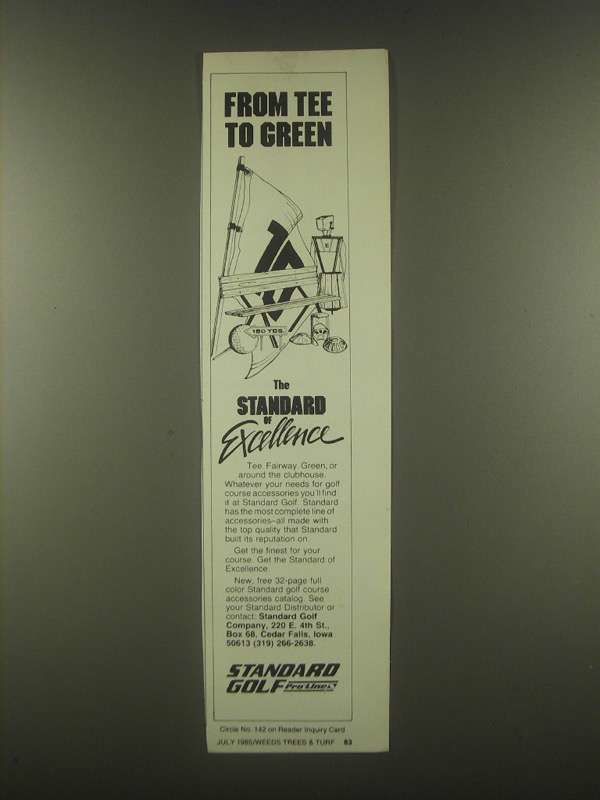 FROM TEE
TO GREEN
150 YDS.
The
STANDARD
OF
Excellence
Tee. Fairway. Green, or
around the clubhouse.
Whatever your needs for golf
course accessories you'll find
it at Standard Golf. Standard
has the most complete line of
accessories—all made with
the top quality that Standard
built its reputation on.
Get the finest for your
course. Get the Standard of
Excellence.
New, free 32-page full
color Standard golf course
accessories catalog. See
your Standard Distributor or
contact: Standard Golf
Company, 220 E. 4th St.,
Box 68, Cedar Falls, Iowa
50613 (319) 266-2638.
STANDARD
GOLF Pro Line
Circle No. 142 on Reader Inquiry Card
JULY 1985/WEEDS TREES & TURF 83